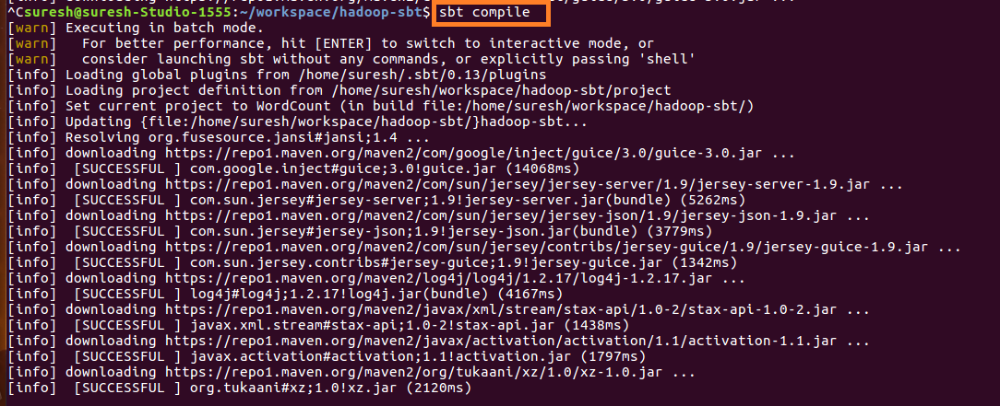 ^Csuresh@suresh-Studio-1555:~/workspace/hadoop-sbt$ sbt compile
[warn] Executing in batch mode.
[warn]   For better performance, hit [ENTER] to switch to interactive mode, or
[warn]   consider launching sbt without any commands, or explicitly passing 'shell'
[info] Loading global plugins from /home/suresh/.sbt/0.13/plugins
[info] Loading project definition from /home/suresh/workspace/hadoop-sbt/project
[info] Set current project to WordCount (in build file:/home/suresh/workspace/hadoop-sbt/)
[info] Updating {file:/home/suresh/workspace/hadoop-sbt/}hadoop-sbt...
[info] Resolving org.fusesource.jansi#jansi;1.4 ...
[info] downloading https://repo1.maven.org/maven2/com/google/inject/guice/3.0/guice-3.0.jar ...
[info]  [SUCCESSFUL ] com.google.inject#guice;3.0!guice.jar (14068ms)
[info] downloading https://repo1.maven.org/maven2/com/sun/jersey/jersey-server/1.9/jersey-server-1.9.jar ...
[info]  [SUCCESSFUL ] com.sun.jersey#jersey-server;1.9!jersey-server.jar(bundle) (5262ms)
[info] downloading https://repo1.maven.org/maven2/com/sun/jersey/jersey-json/1.9/jersey-json-1.9.jar ...
[info]  [SUCCESSFUL ] com.sun.jersey#jersey-json;1.9!jersey-json.jar(bundle) (3779ms)
[info] downloading https://repo1.maven.org/maven2/com/sun/jersey/contribs/jersey-guice/1.9/jersey-guice-1.9.jar ...
[info]  [SUCCESSFUL ] com.sun.jersey.contribs#jersey-guice;1.9!jersey-guice.jar (1342ms)
[info] downloading https://repo1.maven.org/maven2/log4j/log4j/1.2.17/log4j-1.2.17.jar ...
[info]  [SUCCESSFUL ] log4j#log4j;1.2.17!log4j.jar(bundle) (4167ms)
[info] downloading https://repo1.maven.org/maven2/javax/xml/stream/stax-api/1.0-2/stax-api-1.0-2.jar ...
[info]  [SUCCESSFUL ] javax.xml.stream#stax-api;1.0-2!stax-api.jar (1438ms)
[info] downloading https://repo1.maven.org/maven2/javax/activation/activation/1.1/activation-1.1.jar ...
[info]  [SUCCESSFUL ] javax.activation#activation;1.1!activation.jar (1797ms)
[info] downloading https://repo1.maven.org/maven2/org/tukaani/xz/1.0/xz-1.0.jar ...
[info]  [SUCCESSFUL ] org.tukaani#xz;1.0!xz.jar (2120ms)